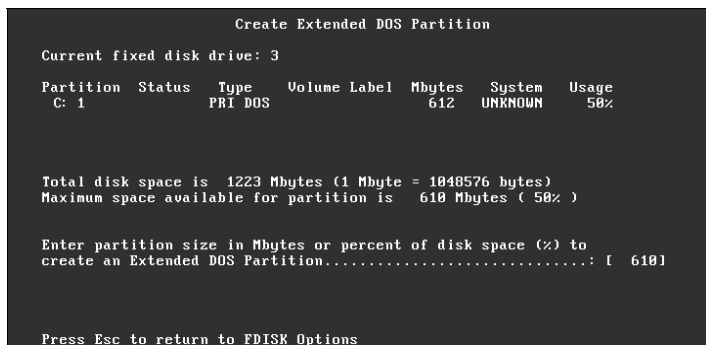 Create Extended DOS Partition
Current fixed disk drive: 3
Partition Status Type Volume Label Mbytes System Usage
C: 1 PRI DOS 612 UNKNOWN 50%
Total disk space is 1223 Mbytes (1 Mbyte = 1048576 bytes)
Maximum space available for partition is 610 Mbytes ( 50% )
Enter partition size in Mbytes or percent of disk space (%) to
create an Extended DOS Partition..............................: [ 610]
Press Esc to return to FDISK Options